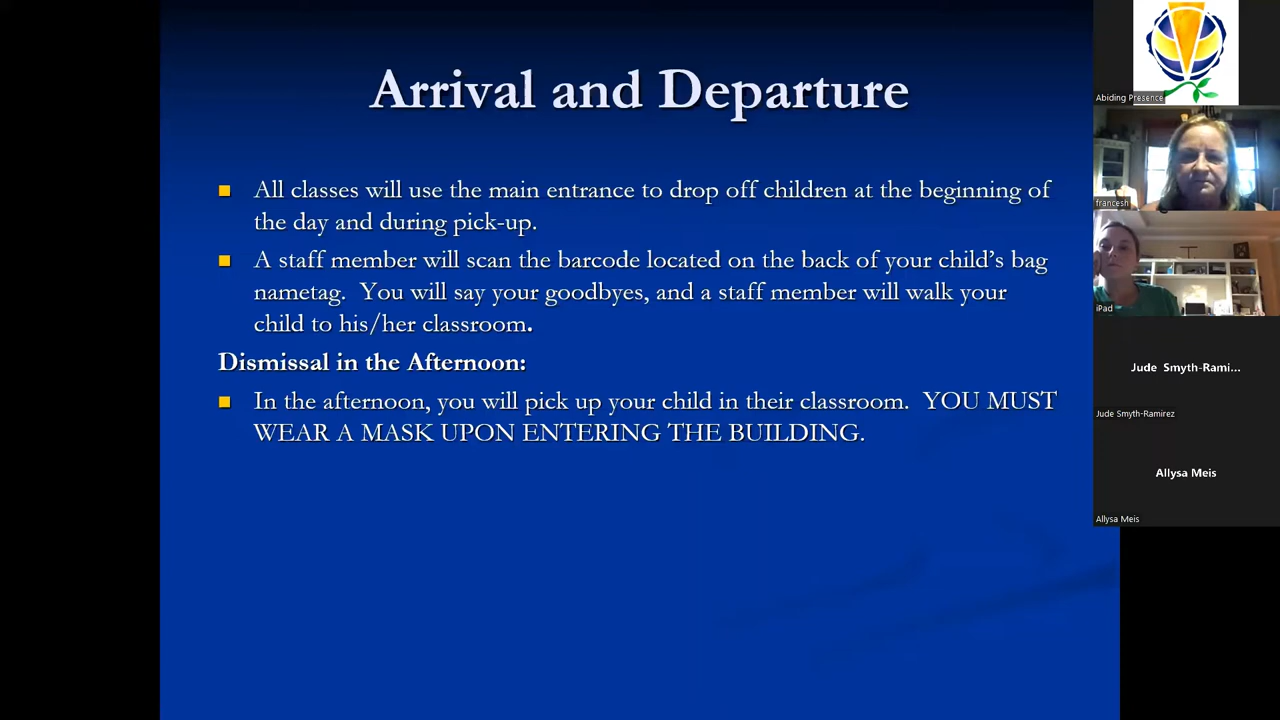 Arrival and Departure
All classes will use the main entrance to drop off children at the beginning of
the day and during pick-up.
A staff member will scan the barcode located on the back of your child’s bag
nametag.  You will say your goodbyes, and a staff member will walk your
child to his/her classroom.
Dismissal in the Afternoon:
In the afternoon, you will pick up your child in their classroom.  YOU MUST
WEAR A MASK UPON ENTERING THE BUILDING.
Abiding Presence
francesh
iPad
Jude Smyth-Rami...
Jude Smyth-Ramirez
Allysa Meis
Allysa Meis